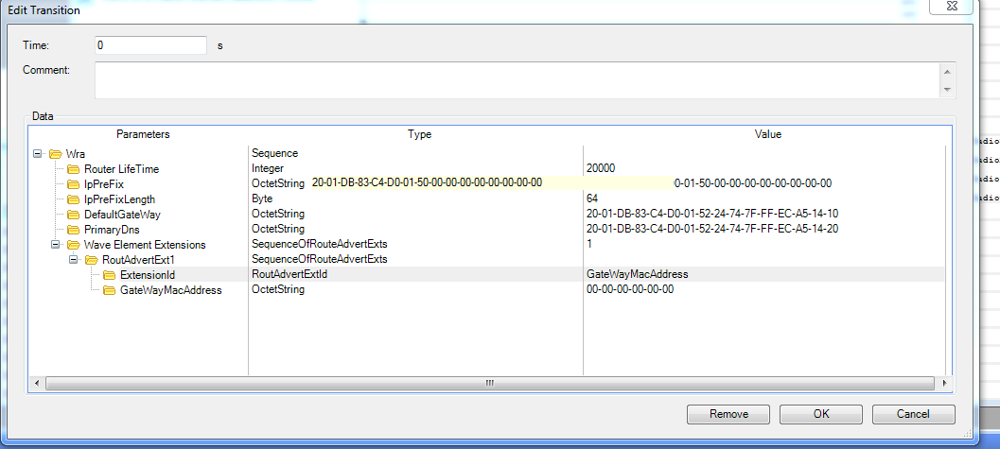 Edit Transition
Time: 0 s
Comment:
Data
Parameters Type Value
Wra Sequence
Router LifeTime Integer 20000
IpPreFix OctetString 20-01-DB-83-C4-D0-01-50-00-00-00-00-00-00-00-00 0-01-50-00-00-00-00-00-00-00-00
IpPreFixLength Byte 64
DefaultGateWay OctetString 20-01-DB-83-C4-D0-01-52-24-74-7F-FF-EC-A5-14-10
PrimaryDns OctetString 20-01-DB-83-C4-D0-01-52-24-74-7F-FF-EC-A5-14-20
Wave Element Extensions SequenceOfRouteAdvertExts 1
RoutAdvertExt1 SequenceOfRouteAdvertExts
ExtensionId RoutAdvertExtId GateWayMacAddress
GateWayMacAddress OctetString 00-00-00-00-00-00
Remove OK Cancel